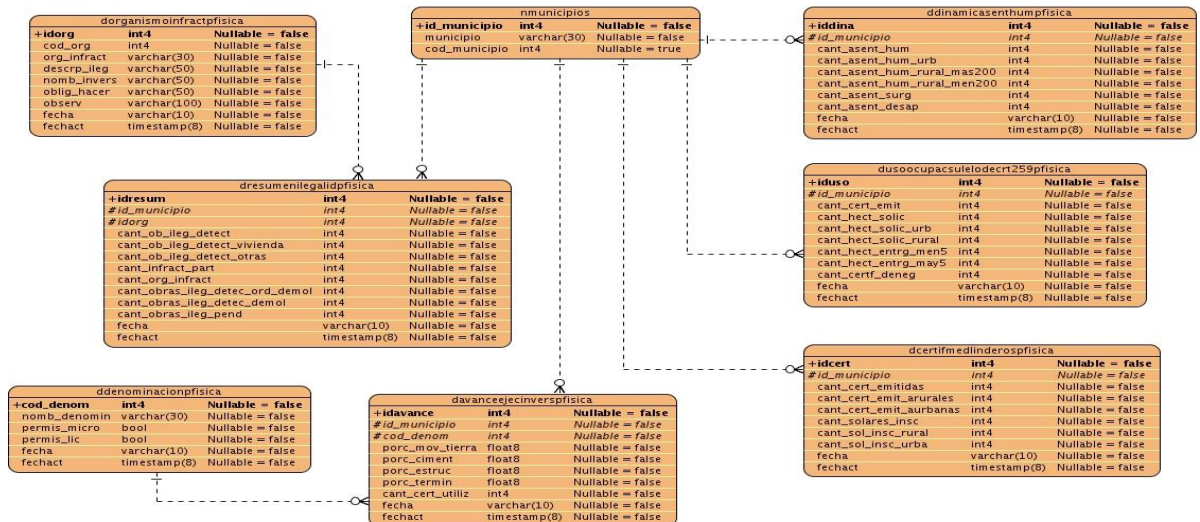 dorganismoinfractpfisica
+idorg int4 Nullable = false
cod_org int4 Nullable = false
org_infract varchar(30) Nullable = false
descrp_ileg varchar(50) Nullable = false
nomb_invers varchar(50) Nullable = false
oblig_hacer varchar(50) Nullable = false
observ varchar(100) Nullable = false
fecha varchar(10) Nullable = false
fechact timestamp(8) Nullable = false
nmunicipios
+id_municipio int4 Nullable = false
municipio varchar(30) Nullable = false
cod_municipio int4 Nullable = true
ddinamicasenthumpfisica
+iddina int4 Nullable = false
#id_municipio int4 Nullable = false
cant_asent_hum int4 Nullable = false
cant_asent_hum_urb int4 Nullable = false
cant_asent_hum_rural_mas200 int4 Nullable = false
cant_asent_hum_rural_men200 int4 Nullable = false
cant_asent_surg int4 Nullable = false
cant_asent_desap int4 Nullable = false
fecha varchar(10) Nullable = false
fechact timestamp(8) Nullable = false
dresumenilegalidpfisica
+idresum int4 Nullable = false
#id_municipio int4 Nullable = false
#idorg int4 Nullable = false
cant_ob_ileg_detect int4 Nullable = false
cant_ob_ileg_detect_vivienda int4 Nullable = false
cant_ob_ileg_detect_otras int4 Nullable = false
cant_infract_part int4 Nullable = false
cant_org_infract int4 Nullable = false
cant_obras_ileg_detec_ord_demol int4 Nullable = false
cant_obras_ileg_detec_demol int4 Nullable = false
cant_obras_ileg_pend int4 Nullable = false
fecha varchar(10) Nullable = false
fechact timestamp(8) Nullable = false
dusoocupacsulelodecrt259pfisica
+iduso int4 Nullable = false
#id_municipio int4 Nullable = false
cant_cert_emit int4 Nullable = false
cant_hect_solic int4 Nullable = false
cant_hect_solic_urb int4 Nullable = false
cant_hect_solic_rural int4 Nullable = false
cant_hect_entrg_men5 int4 Nullable = false
cant_hect_entrg_may5 int4 Nullable = false
cant_certf_deneg int4 Nullable = false
fecha varchar(10) Nullable = false
fechact timestamp(8) Nullable = false
dcertifmedlinderospfisica
+idcert int4 Nullable = false
#id_municipio int4 Nullable = false
cant_cert_emitidas int4 Nullable = false
cant_cert_emit_arurales int4 Nullable = false
cant_cert_emit_aurbanas int4 Nullable = false
cant_solares_insc int4 Nullable = false
cant_sol_insc_rural int4 Nullable = false
cant_sol_insc_urba int4 Nullable = false
fecha varchar(10) Nullable = false
fechact timestamp(8) Nullable = false
ddenominacionpfisica
+cod_denom int4 Nullable = false
nomb_denomin varchar(30) Nullable = false
permis_micro bool Nullable = false
permis_lic bool Nullable = false
fecha varchar(10) Nullable = false
fechact timestamp(8) Nullable = false
davanceejecinverspfisica
+idavance int4 Nullable = false
#id_municipio int4 Nullable = false
#cod_denom int4 Nullable = false
porc_mov_tierra float8 Nullable = false
porc_ciment float8 Nullable = false
porc_estruc float8 Nullable = false
porc_termin float8 Nullable = false
cant_cert_utiliz int4 Nullable = false
fecha varchar(10) Nullable = false
fechact timestamp(8) Nullable = false